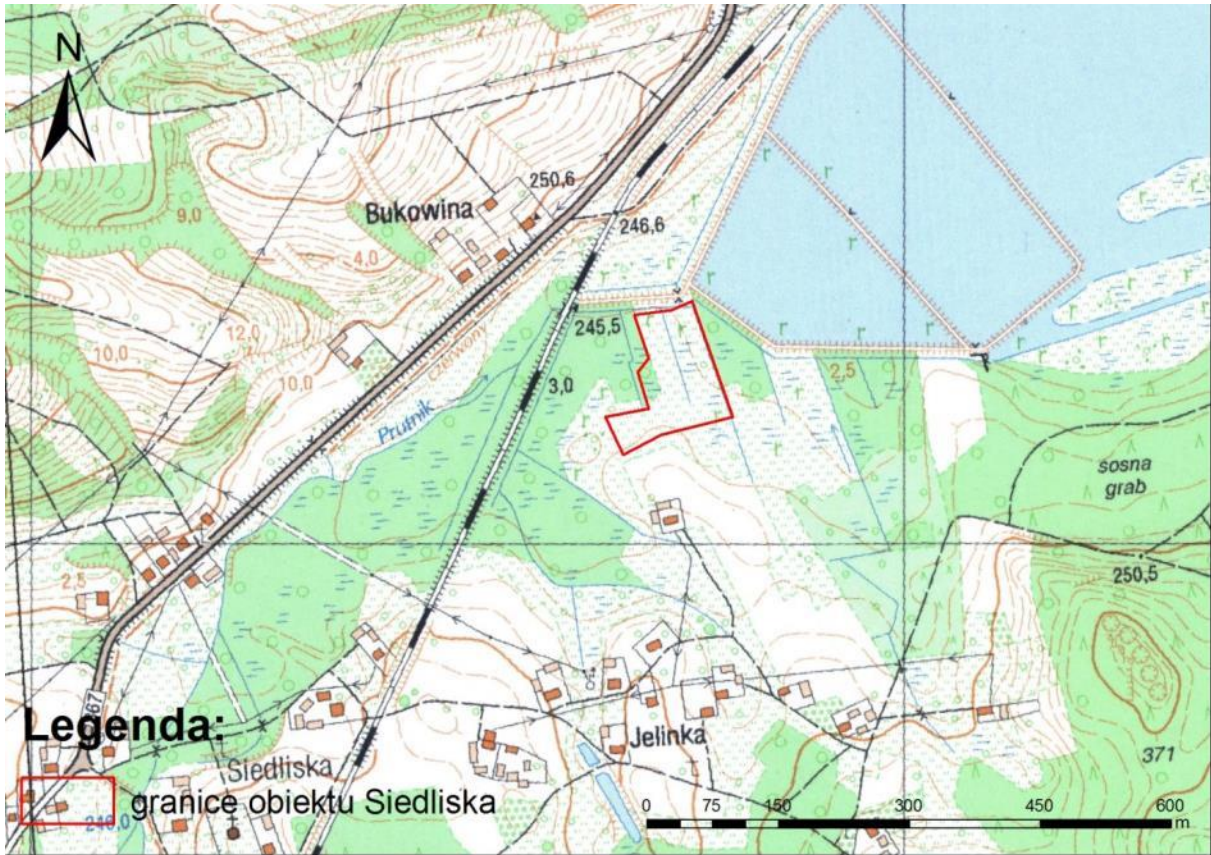 N
250,6
Bukowina
9,0
246,6
4,0
r
r
r
r
r
r
r
r
245,5
12,0
10,0
10,0
Czerwony
3,0
Prutnik
2,5
r
r
r
r
r
r
sosna
grab
250,5
2,5
67
Jelinka
371
Siedliska
Legenda:
granice obiektu Siedliska
0 75 150 300 450 600
m